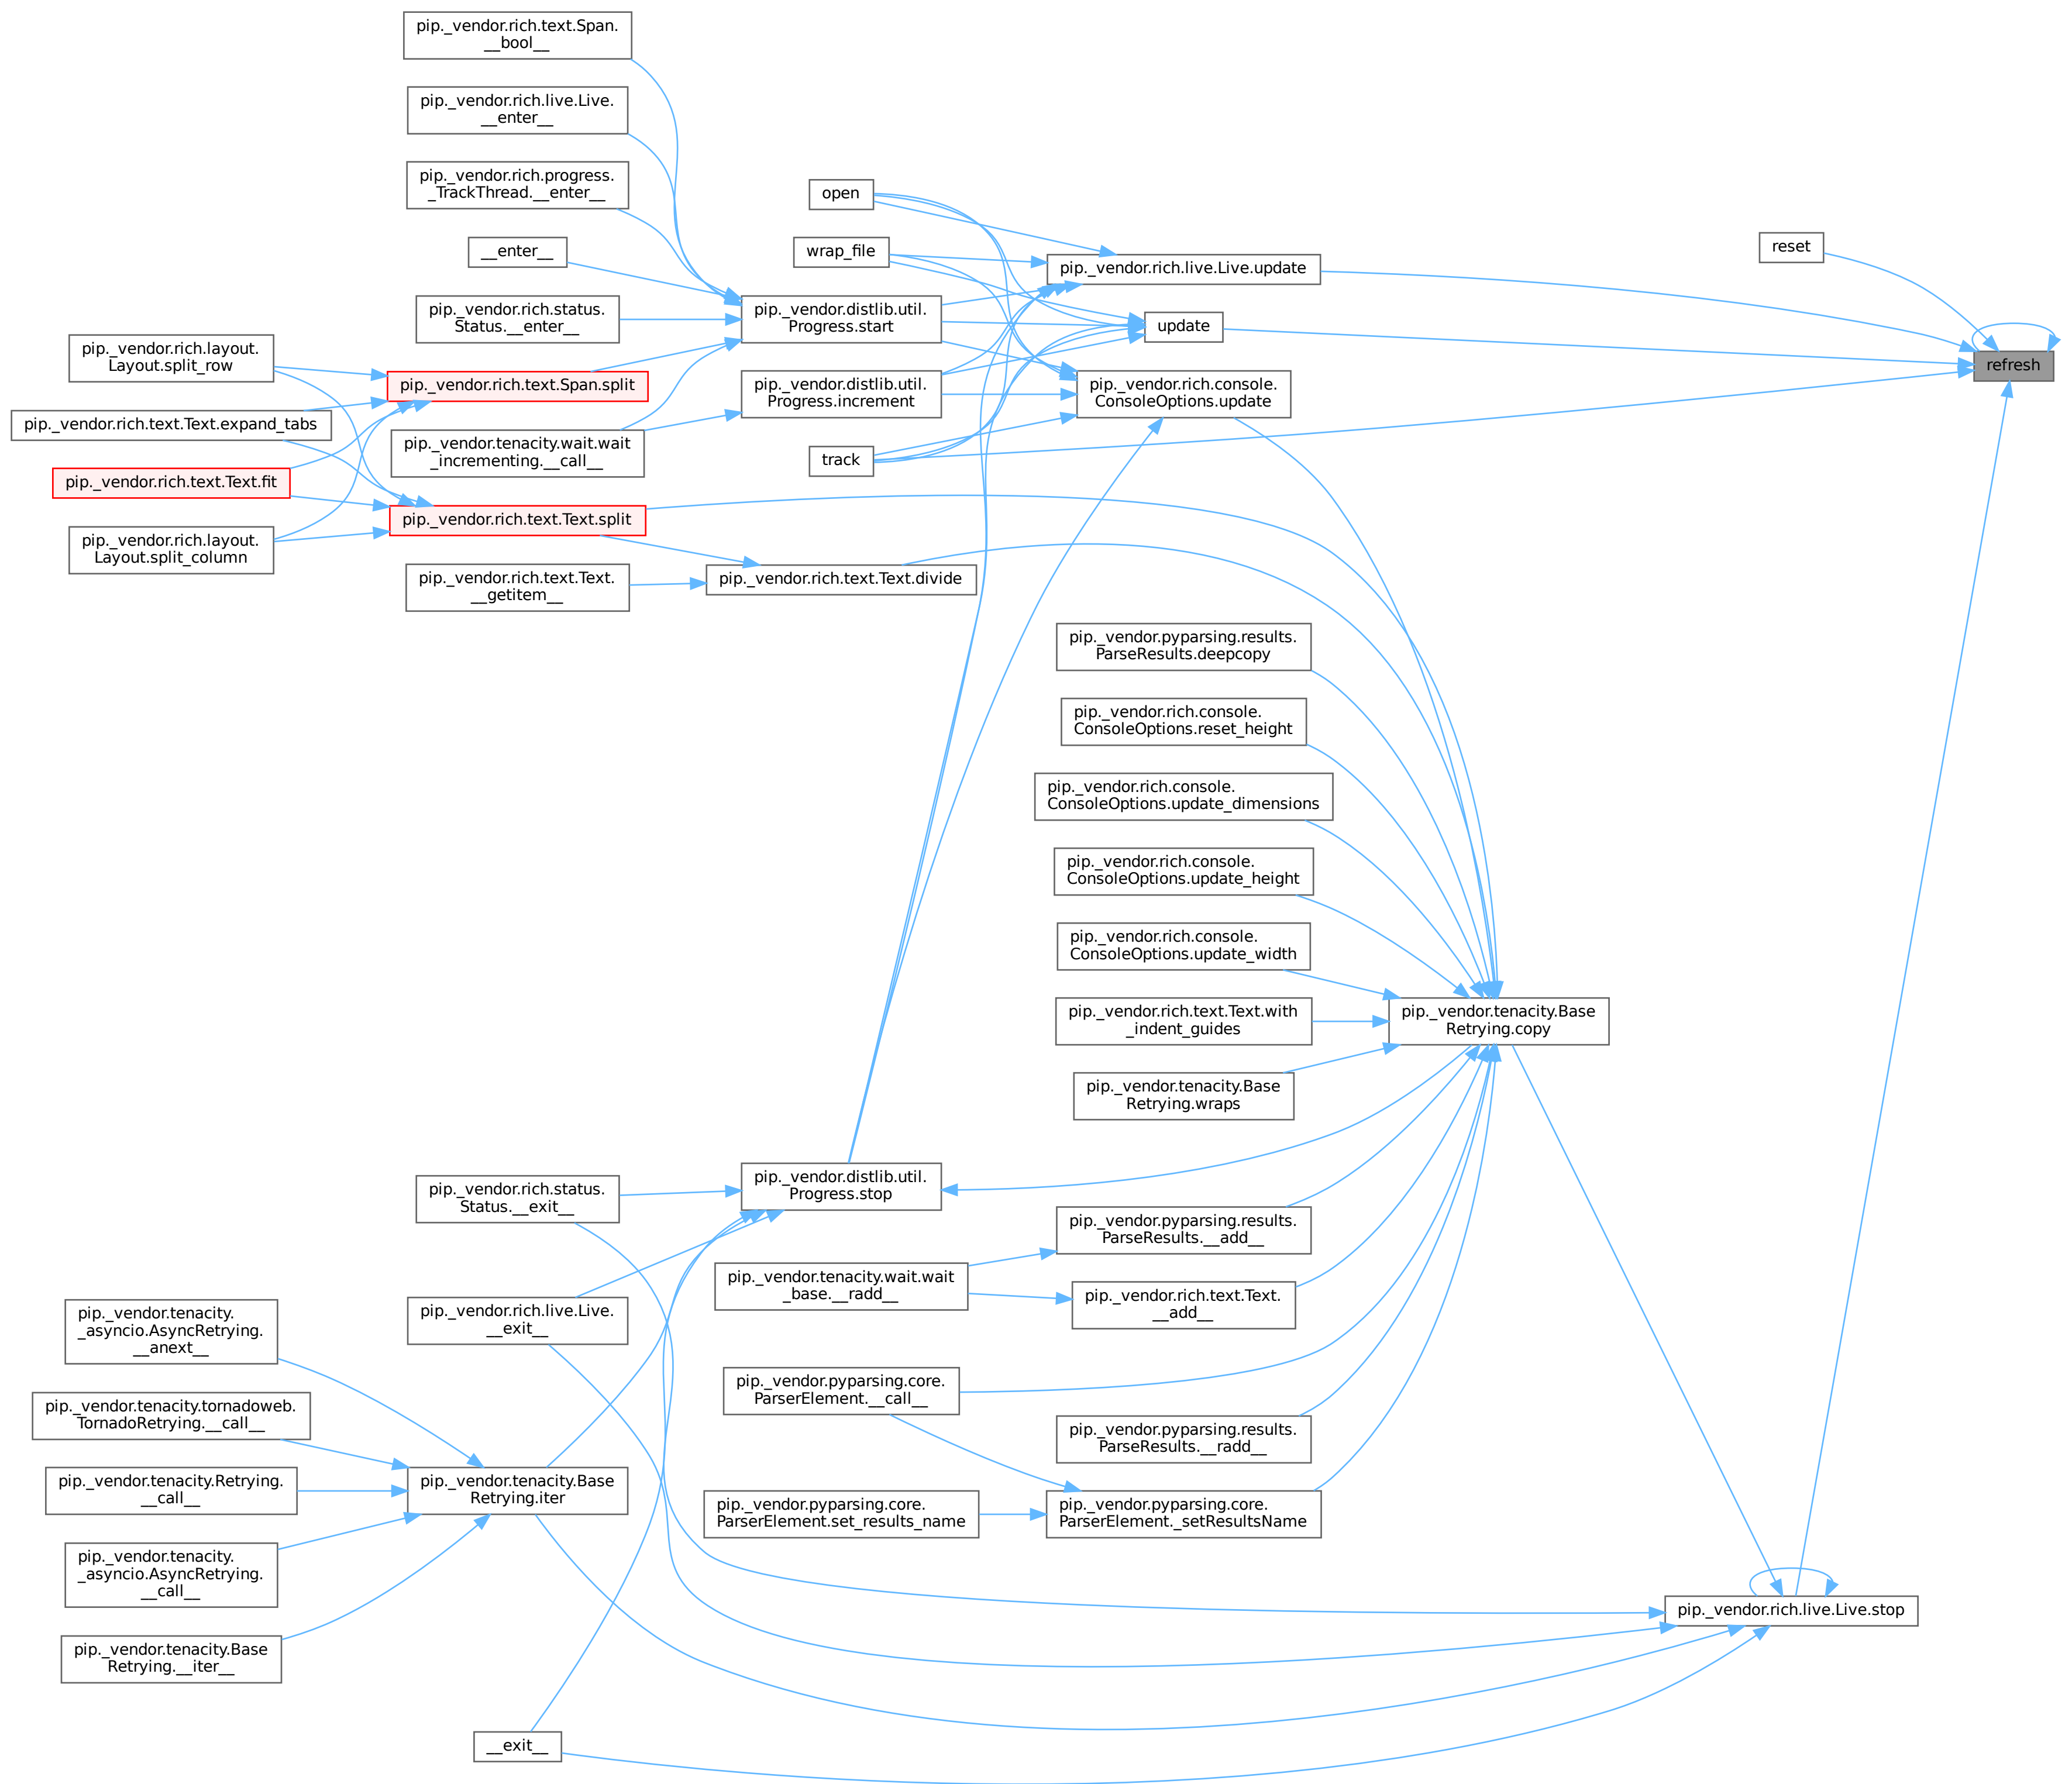 pip._vendor.rich.text.Span.
__bool__
pip._vendor.rich.live.Live.
__enter__
pip._vendor.rich.progress.
_TrackThread.__enter__
__enter__
pip._vendor.rich.status.
Status.__enter__
pip._vendor.rich.layout.
Layout.split_row
pip._vendor.rich.text.Span.split
pip._vendor.rich.text.Text.expand_tabs
pip._vendor.tenacity.wait.wait
_incrementing.__call__
pip._vendor.rich.text.Text.fit
pip._vendor.rich.text.Text.split
pip._vendor.rich.layout.
Layout.split_column
pip._vendor.rich.text.Text.
__getitem__
open
wrap_file
pip._vendor.distlib.util.
Progress.start
pip._vendor.distlib.util.
Progress.increment
track
pip._vendor.rich.text.Text.divide
pip._vendor.rich.live.Live.update
update
pip._vendor.rich.console.
ConsoleOptions.update
reset
refresh
pip._vendor.pyparsing.results.
ParseResults.deepcopy
pip._vendor.rich.console.
ConsoleOptions.reset_height
pip._vendor.rich.console.
ConsoleOptions.update_dimensions
pip._vendor.rich.console.
ConsoleOptions.update_height
pip._vendor.rich.console.
ConsoleOptions.update_width
pip._vendor.rich.text.Text.with
_indent_guides
pip._vendor.tenacity.Base
Retrying.wraps
pip._vendor.tenacity.Base
Retrying.copy
pip._vendor.distlib.util.
Progress.stop
pip._vendor.rich.status.
Status.__exit__
pip._vendor.pyparsing.results.
ParseResults.__add__
pip._vendor.tenacity.wait.wait
_base.__radd__
pip._vendor.rich.text.Text.
__add__
pip._vendor.rich.live.Live.
__exit__
pip._vendor.tenacity.
_asyncio.AsyncRetrying.
__anext__
pip._vendor.pyparsing.core.
ParserElement.__call__
pip._vendor.tenacity.tornadoweb.
TornadoRetrying.__call__
pip._vendor.pyparsing.results.
ParseResults.__radd__
pip._vendor.tenacity.Retrying.
__call__
pip._vendor.tenacity.Base
Retrying.iter
pip._vendor.pyparsing.core.
ParserElement.set_results_name
pip._vendor.pyparsing.core.
ParserElement._setResultsName
pip._vendor.tenacity.
_asyncio.AsyncRetrying.
__call__
pip._vendor.rich.live.Live.stop
pip._vendor.tenacity.Base
Retrying.__iter__
__exit__